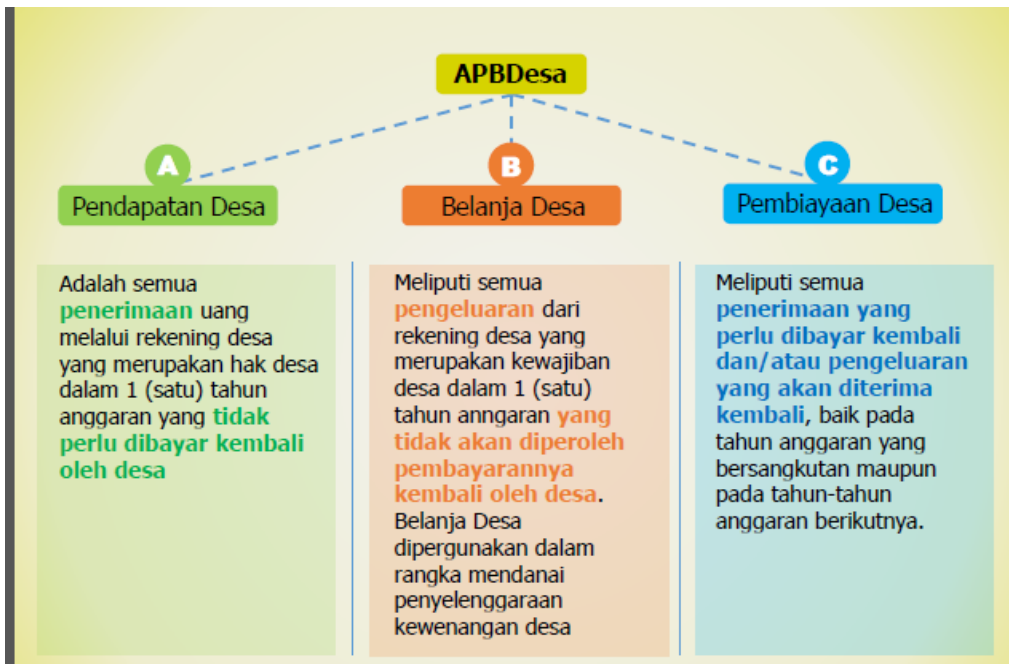 APBDesa
A
Pendapatan Desa
Adalah semua
penerimaan uang
melalui rekening desa
yang merupakan hak desa
dalam 1 (satu) tahun
anggaran yang tidak
perlu dibayar kembali
oleh desa
B
Belanja Desa
Meliputi semua
pengeluaran dari
rekening desa yang
merupakan kewajiban
desa dalam 1 (satu)
tahun anngaran yang
tidak akan diperoleh
pembayarannya
kembali oleh desa.
Belanja Desa
dipergunakan dalam
rangka mendanai
penyelenggaraan
kewenangan desa
C
Pembiayaan Desa
Meliputi semua
penerimaan yang
perlu dibayar kembali
dan/atau pengeluaran
yang akan diterima
kembali, baik pada
tahun anggaran yang
bersangkutan maupun
pada tahun-tahun
anggaran berikutnya.